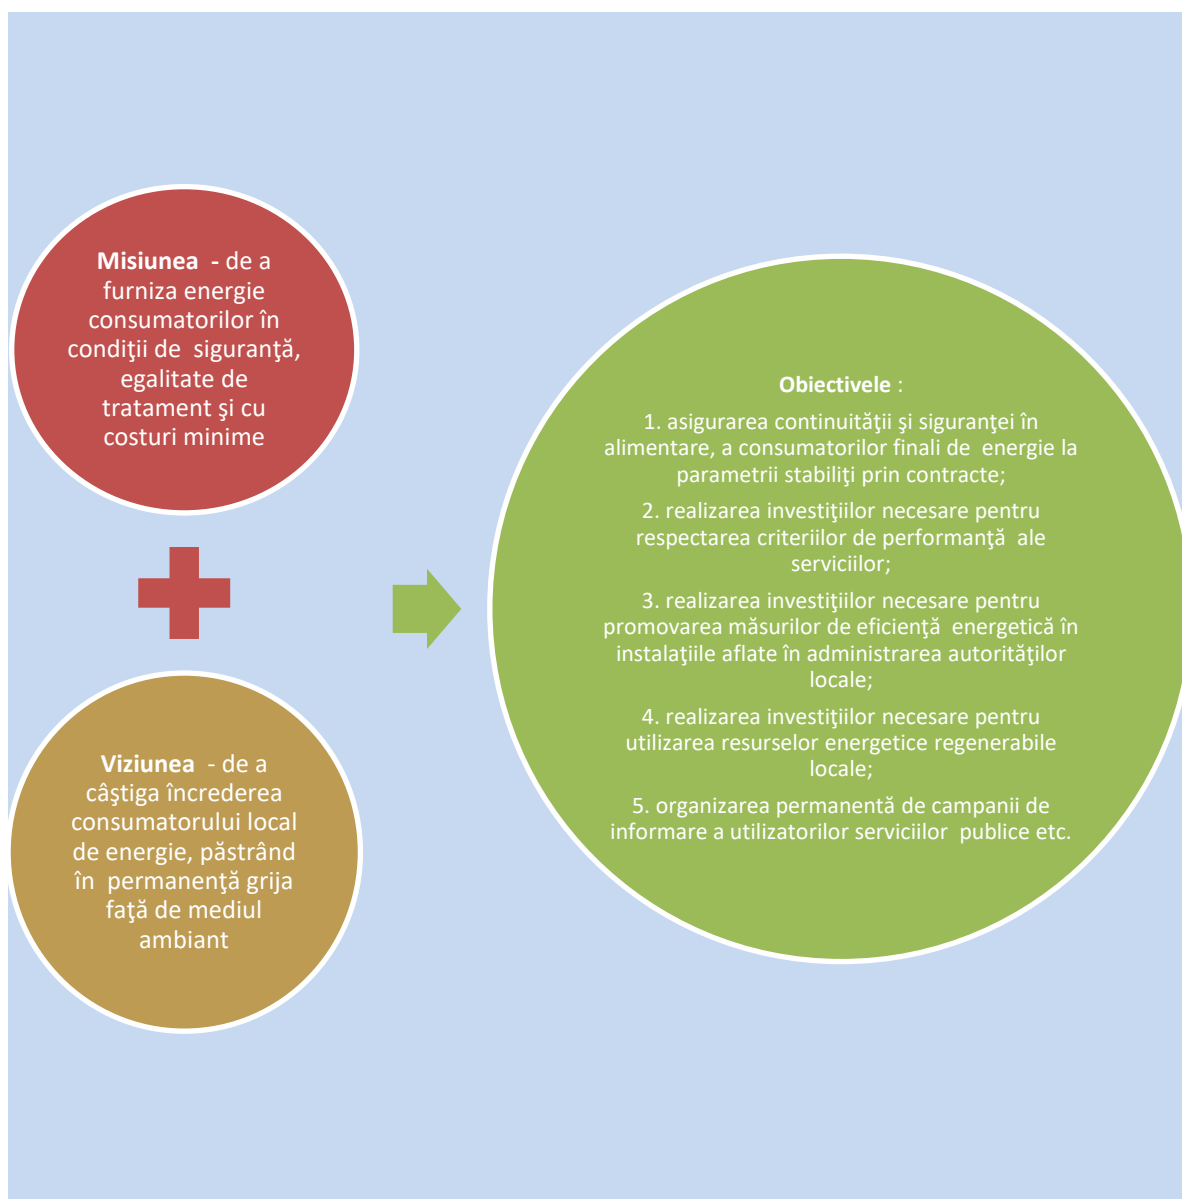 Misiunea  - de a
furniza energie
consumatorilor în
condiţii de  siguranţă,
egalitate de
tratament şi cu
costuri minime
Viziunea  - de a
câştiga încrederea
consumatorului local
de energie, păstrând
în  permanenţă grija
faţă de mediul
ambiant
Obiectivele :
1. asigurarea continuităţii şi siguranţei în
alimentare, a consumatorilor finali de  energie la
parametrii stabiliţi prin contracte;
2. realizarea investiţiilor necesare pentru
respectarea criteriilor de performanţă  ale
serviciilor;
3. realizarea investiţiilor necesare pentru
promovarea măsurilor de eficienţă  energetică în
instalaţiile aflate în administrarea autorităţilor
locale;
4. realizarea investiţiilor necesare pentru
utilizarea resurselor energetice regenerabile
locale;
5. organizarea permanentă de campanii de
informare a utilizatorilor serviciilor  publice etc.